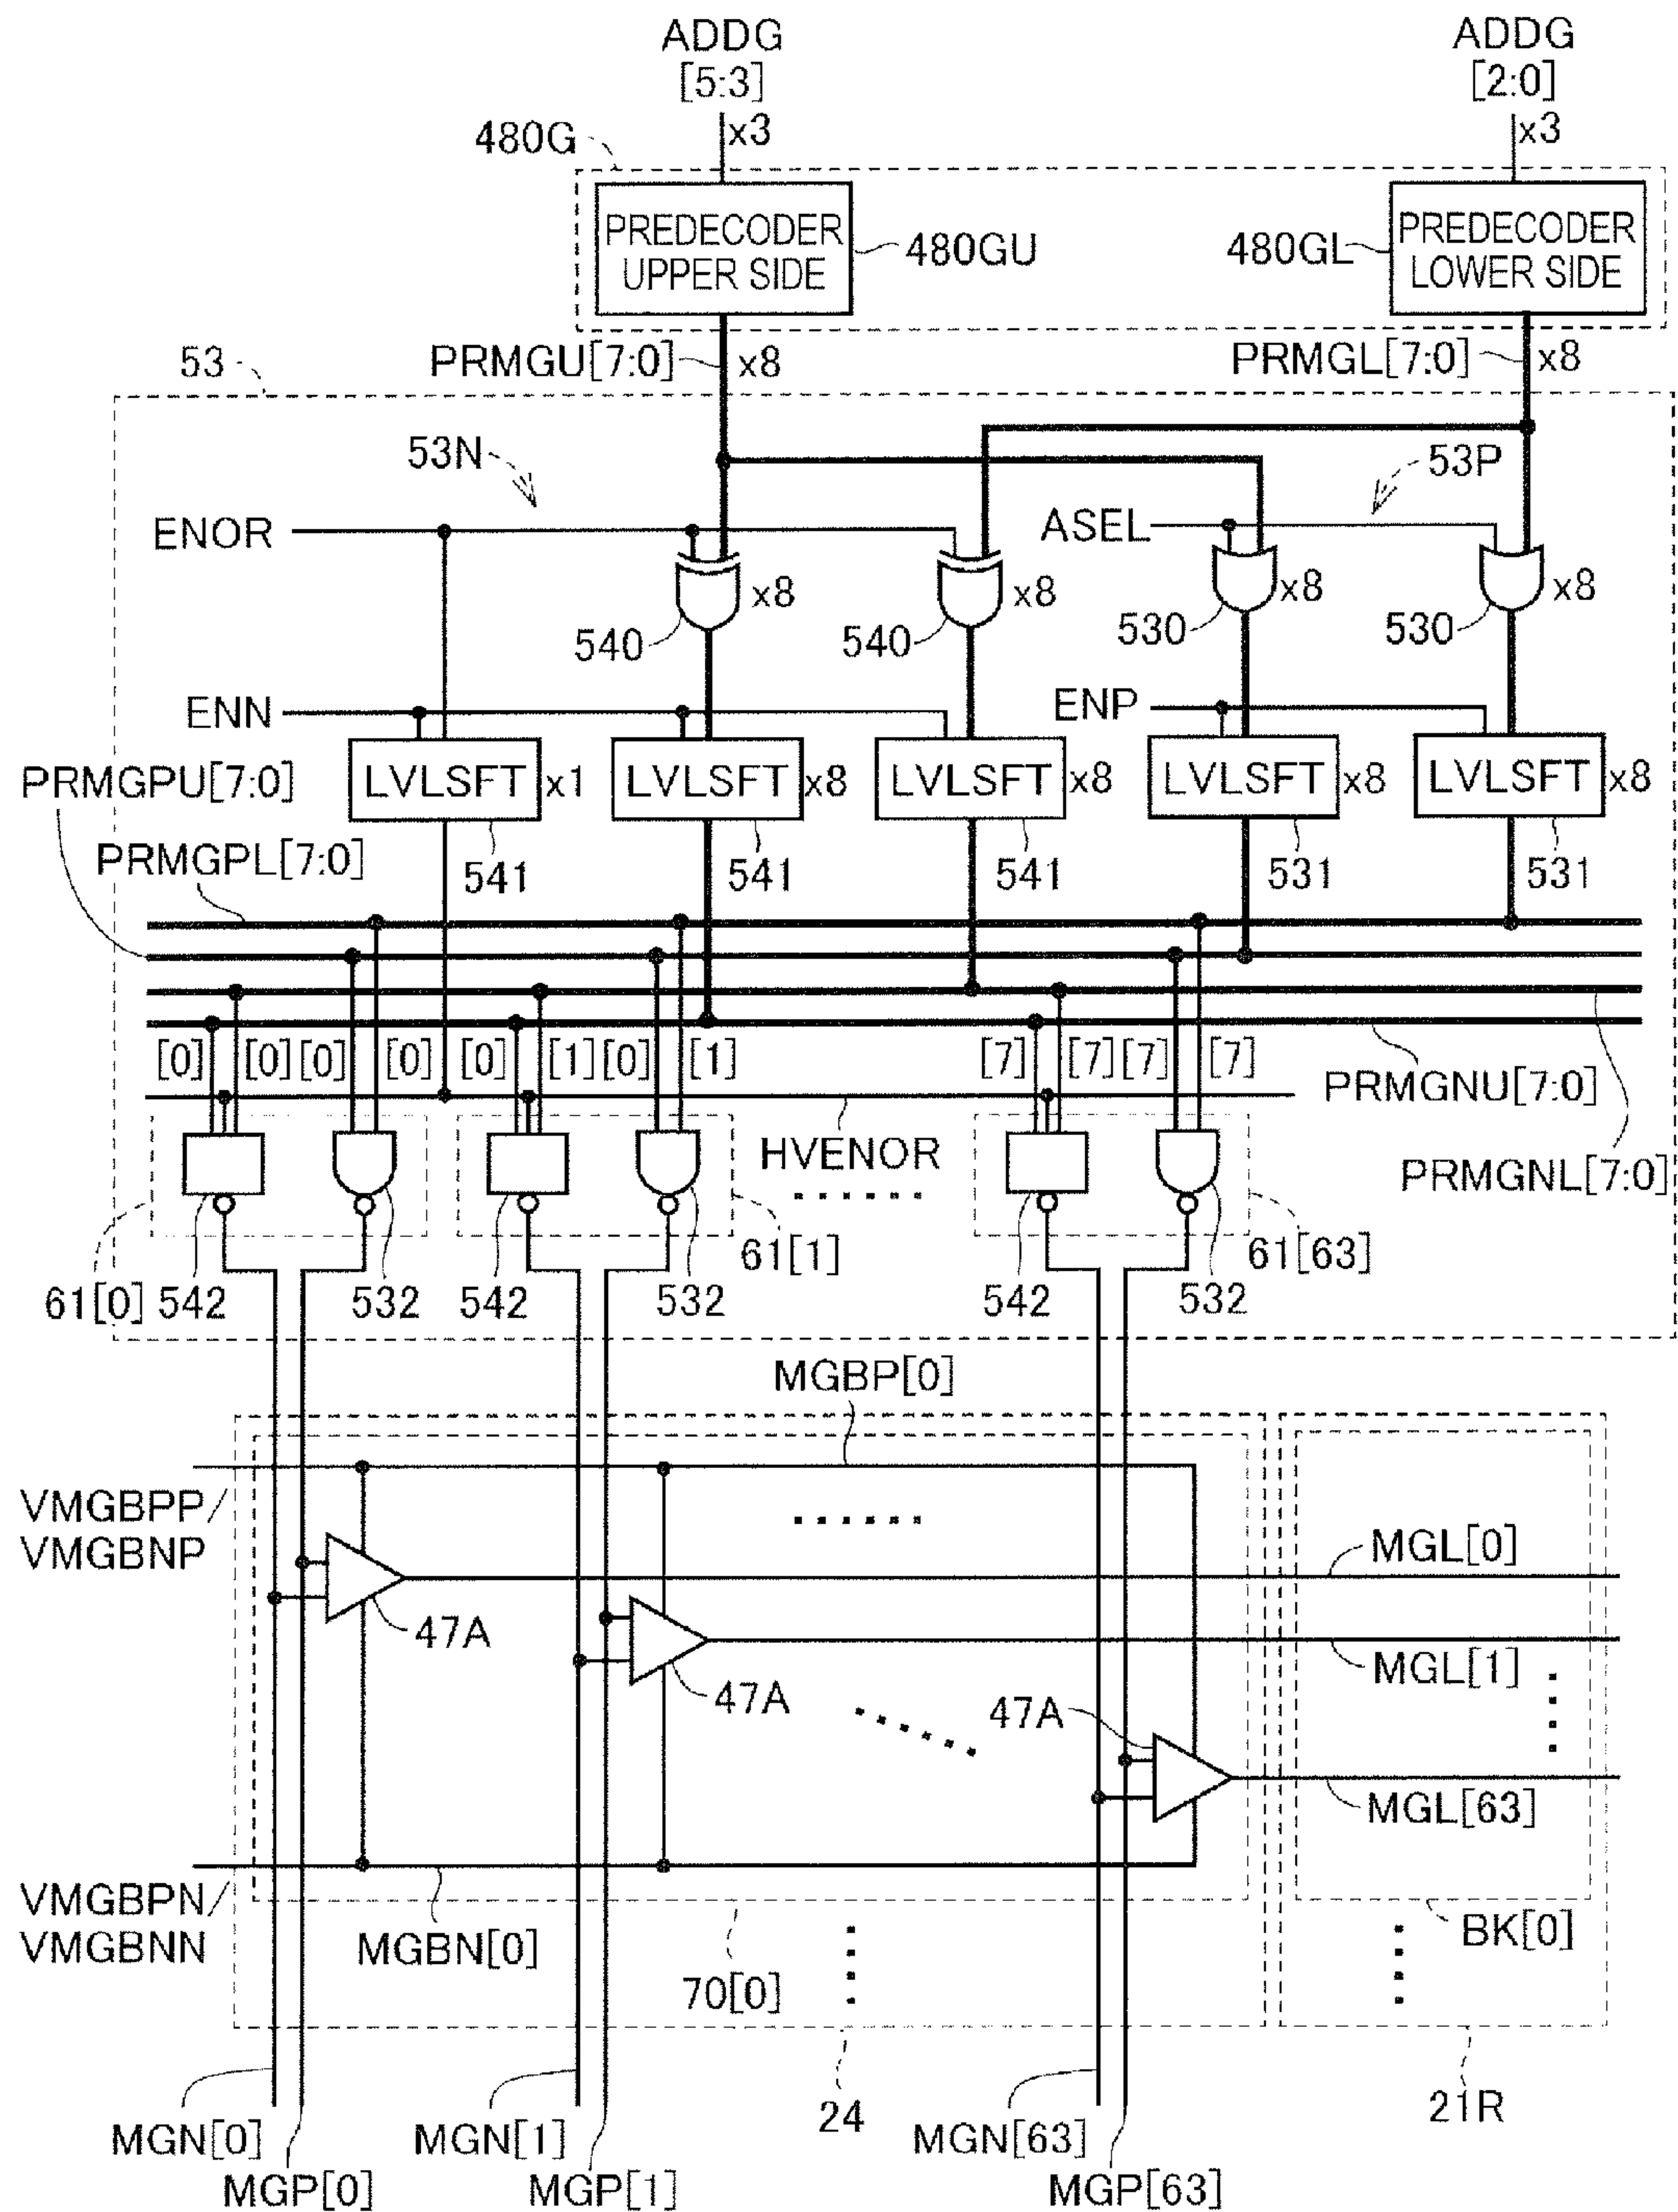 ADDG
[5:3]
x3
ADDG
[2:0]
x3
480G
PREDECODER
UPPER SIDE
480GU
480GL
PREDECODER
LOWER SIDE
53
PRMGU[7:0]
x8
PRMGL[7:0]
x8
53N
53P
ENOR
ASEL
x8
x8
x8
x8
540
540
530
530
ENN
ENP
PRMGPU[7:0]
LVLSFT
x1
LVLSFT
x8
LVLSFT
x8
LVLSFT
x8
LVLSFT
x8
PRMGPL[7:0]
541
541
541
531
531
[0] [0] [0] [0] [0] [1] [0] [1] [7] [7] [7] [7]
PRMGNU[7:0]
HVENOR
PRMGNL[7:0]
61[0]
542
532
542
532
61[1]
542
532
61[63]
MGBP[0]
VMGBPP/
VMGBNP
MGL[0]
47A
MGL[1]
47A
47A
MGL[63]
VMGBPN/
VMGBNN
MGBN[0]
70[0]
BK[0]
24
21R
MGN[0]
MGP[0]
MGN[1]
MGP[1]
MGN[63]
MGP[63]